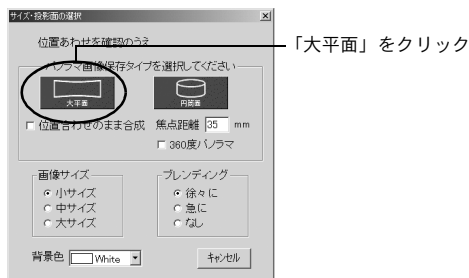 サイズ・投影面の選択
位置あわせを確認のうえ
「大平面」をクリック
パノラマ画像保存タイプを選択してください
大平面
円筒面
位置合わせのまま合成 焦点距離 35 mm
360度パノラマ
画像サイズ
小サイズ
中サイズ
大サイズ
ブレンディング
徐々に
急に
なし
背景色 White
キャンセル